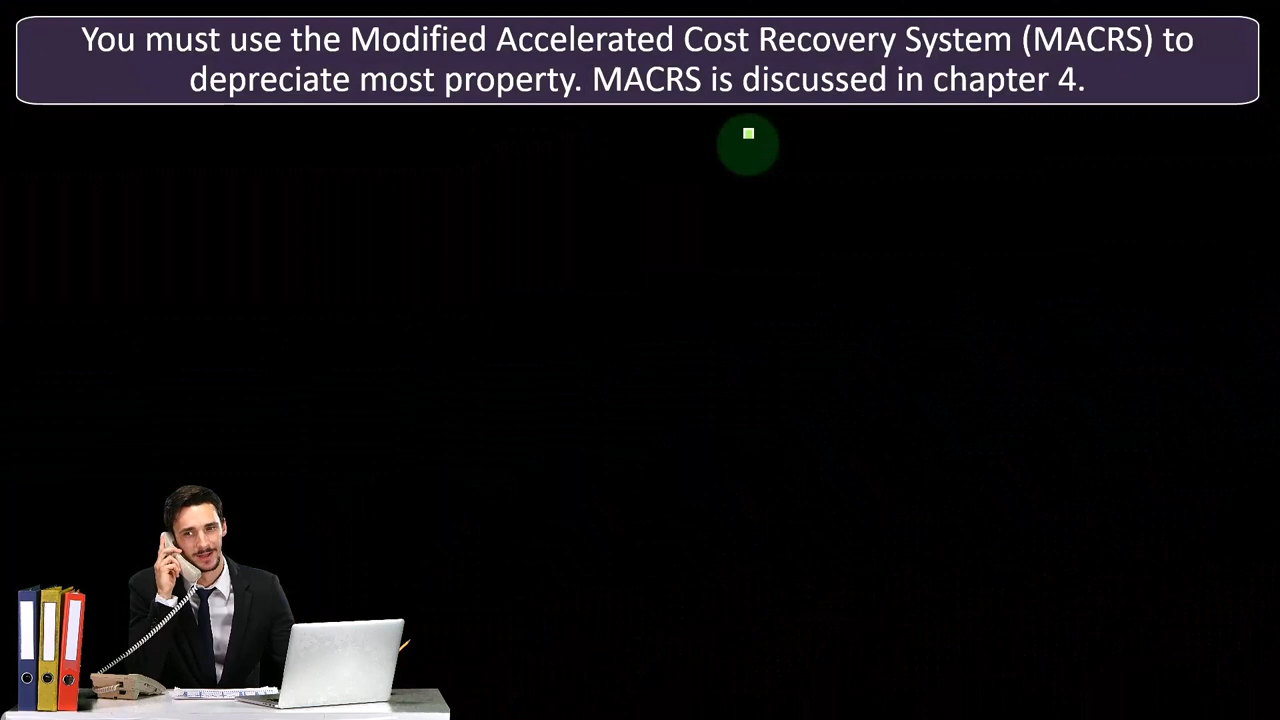 You must use the Modified Accelerated Cost Recovery System (MACRS) to
depreciate most property. MACRS is discussed in chapter 4.